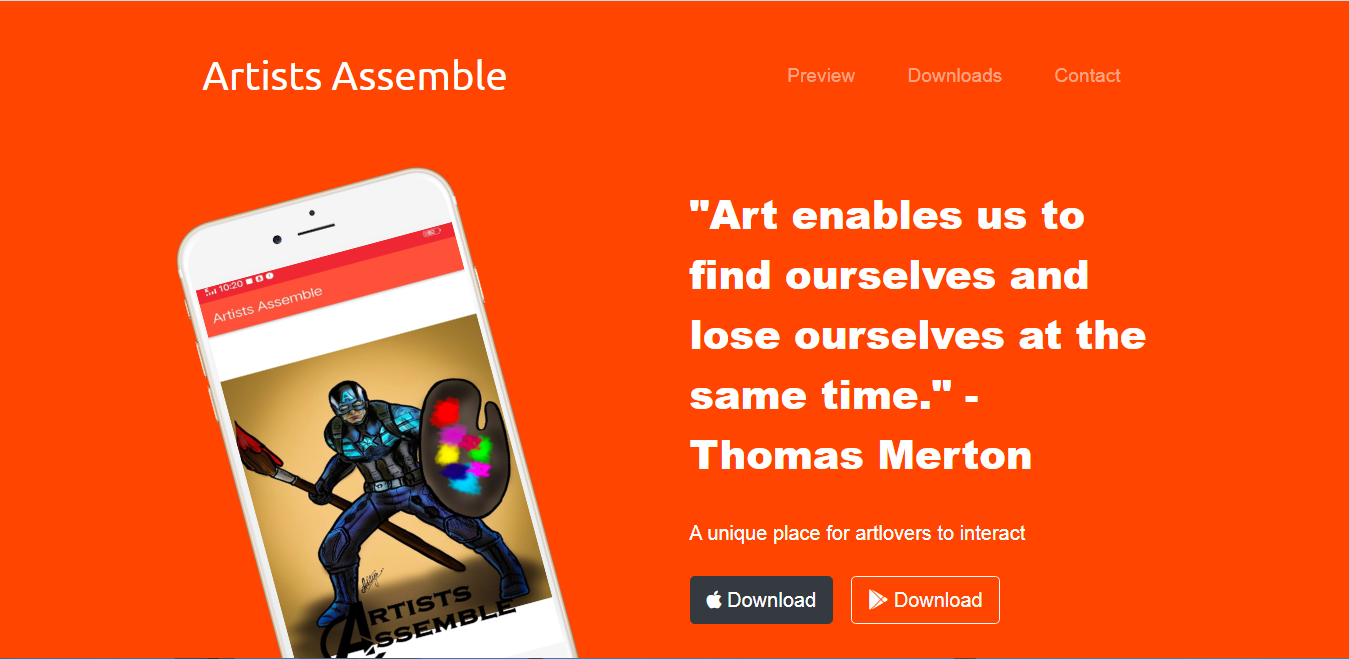 Artists Assemble
Preview
Downloads
Contact
"Art enables us to
find ourselves and
lose ourselves at the
same time." -
Thomas Merton
A unique place for artlovers to interact
Download
Download
10:20
Artists Assemble
ARTISTS
ASSEMBLE